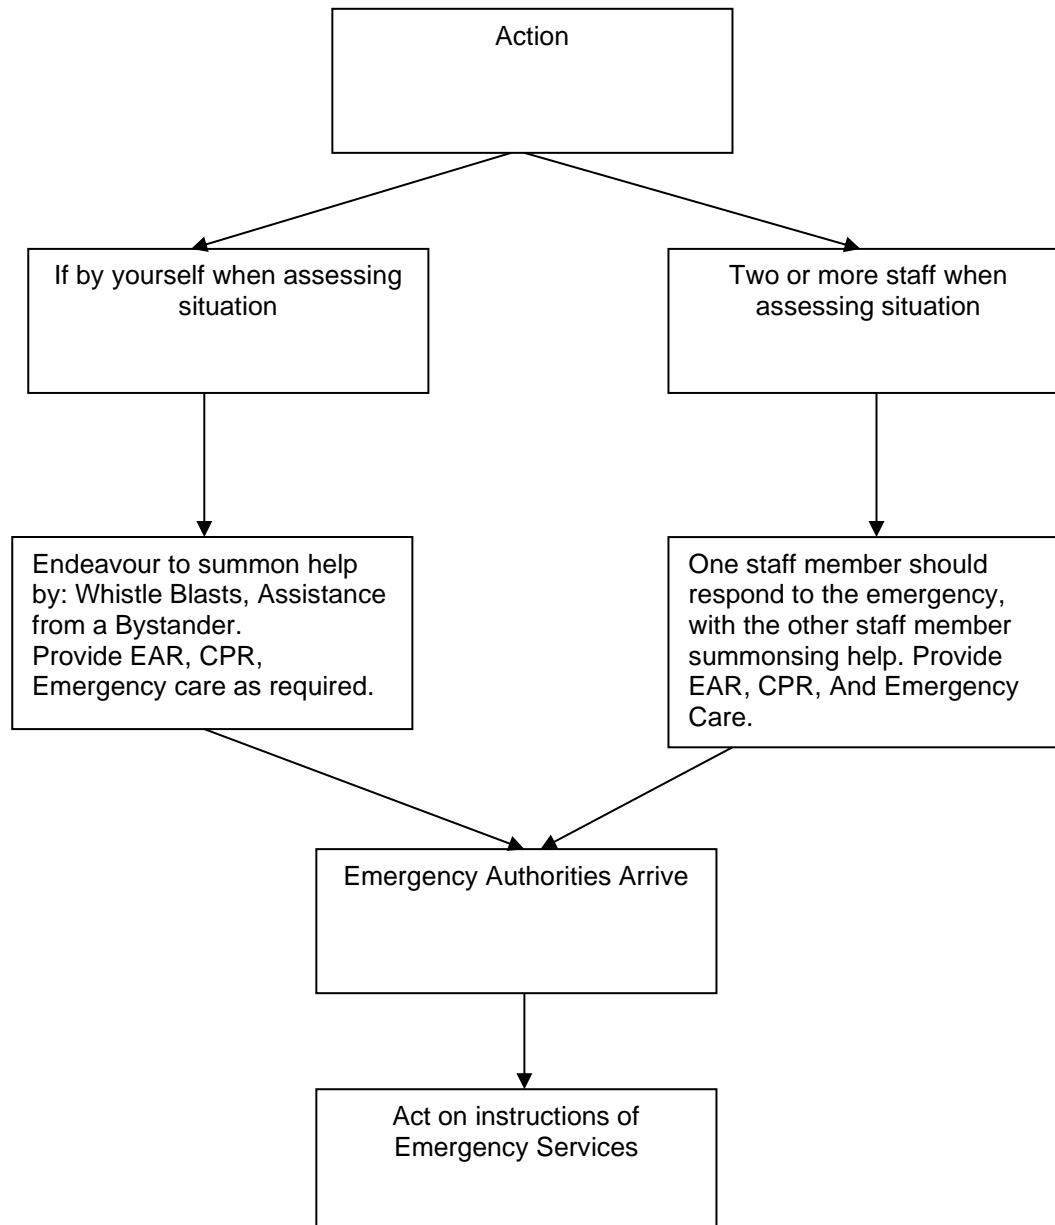 Action
If by yourself when assessing
situation
Two or more staff when
assessing situation
Endeavour to summon help
by: Whistle Blasts, Assistance
from a Bystander.
Provide EAR, CPR,
Emergency care as required.
One staff member should
respond to the emergency,
with the other staff member
summonsing help. Provide
EAR, CPR, And Emergency
Care.
Emergency Authorities Arrive
Act on instructions of
Emergency Services